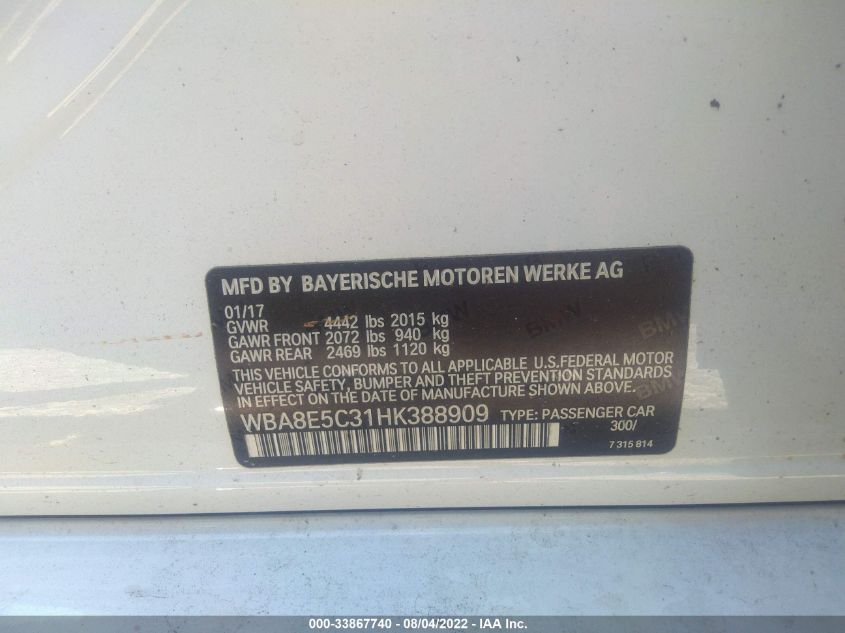 MFD BY BAYERISCHE MOTOREN WERKE AG
01/17
GVWR 4442 lbs 2015 kg
GAWR FRONT 2072 lbs 940 kg
GAWR REAR 2469 lbs 1120 kg
THIS VEHICLE CONFORMS TO ALL APPLICABLE U.S.FEDERAL MOTOR
VEHICLE SAFETY, BUMPER AND THEFT PREVENTION STANDARDS
IN EFFECT ON THE DATE OF MANUFACTURE SHOWN ABOVE.
WBA8E5C31HK388909 TYPE: PASSENGER CAR
300/
7 315 814
BMW
BMW
BMW
000-33867740 - 08/04/2022 - IAA Inc.